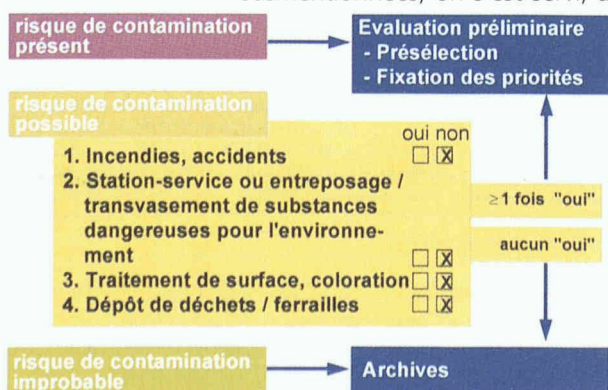 risque de contamination
présent
Evaluation préliminaire
- Présélection
- Fixation des priorités
risque de contamination
possible
oui non
1. Incendies, accidents ☐ ☒
2. Station-service ou entreposage /
transvasement de substances
dangereuses pour l'environne-
ment ☐ ☒
3. Traitement de surface, coloration ☐ ☒
4. Dépôt de déchets / ferrailles ☐ ☒
≥1 fois "oui"
aucun "oui"
risque de contamination
improbable
Archives